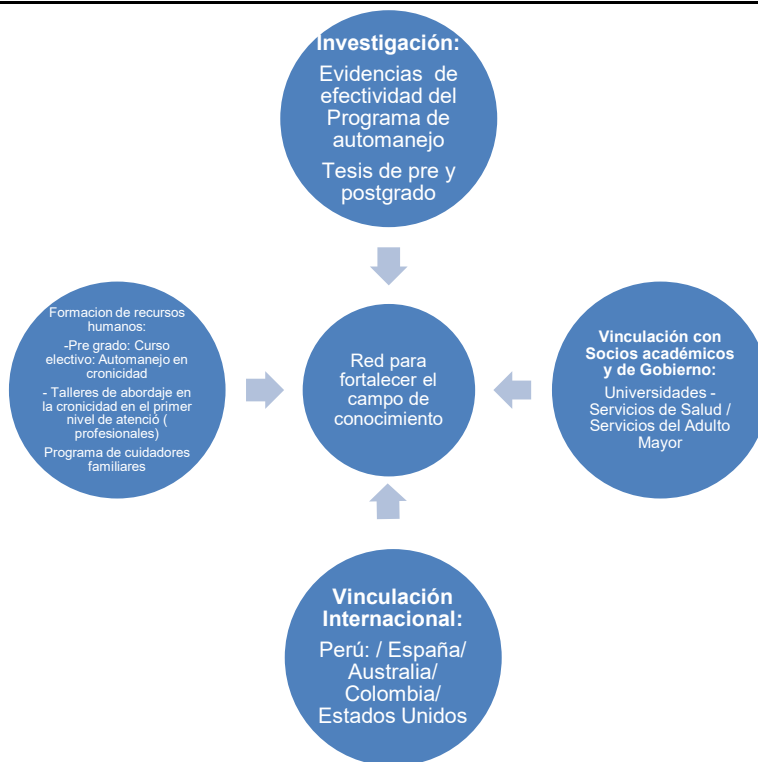 Investigación:
Evidencias de
efectividad del
Programa de
automanejo
Tesis de pre y
postgrado
Formacion de recursos
humanos:
-Pre grado: Curso
electivo: Automanejo en
cronicidad
- Talleres de abordaje en
la cronicidad en el primer
nivel de atenció (
profesionales)
Programa de cuidadores
familiares
Red para
fortalecer el
campo de
conocimiento
Vinculación con
Socios académicos
y de Gobierno:
Universidades -
Servicios de Salud /
Servicios del Adulto
Mayor
Vinculación
Internacional:
Perú: / España/
Australia/
Colombia/
Estados Unidos